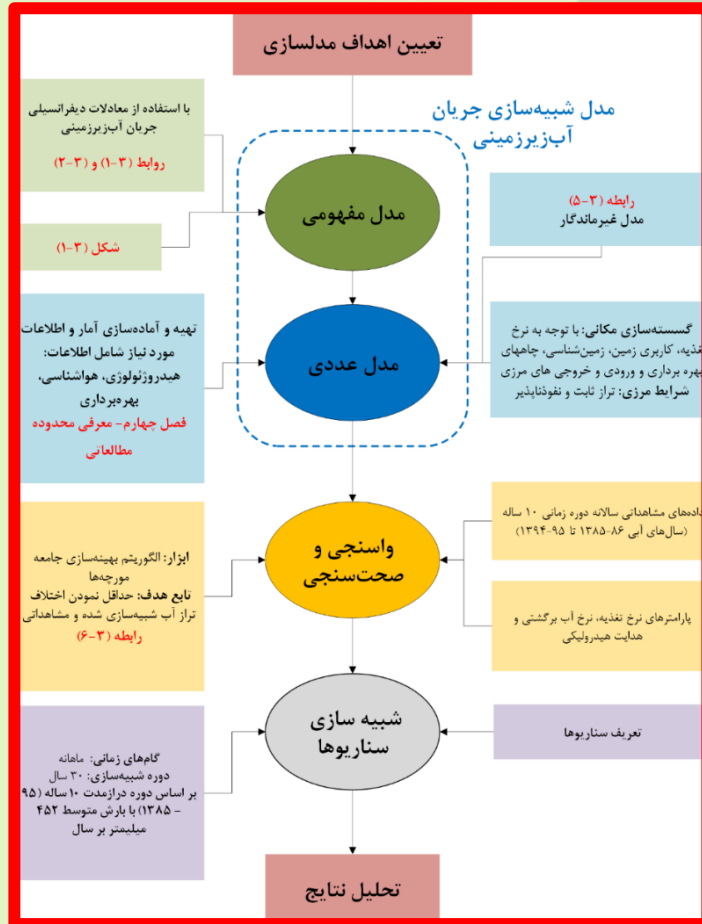 تعیین اهداف مدلسازی
با استفاده از معادلات دیفرانسیلی
جریان آب‌زیرزمینی
روابط (۳-۱) و (۳-۲)
مدل شبیه‌سازی جریان
آب‌زیرزمینی
مدل مفهومی
رابطه (۳-۵)
مدل غیرماندگار
شکل (۳-۱)
تهیه و آماده‌سازی آمار و اطلاعات
مورد نیاز شامل اطلاعات:
هیدروژئولوژی، هواشناسی،
بهره‌برداری
فصل چهارم- معرفی محدوده
مطالعاتی
مدل عددی
گسسته‌سازی مکانی: با توجه به نرخ
تغذیه، کاربری زمین، زمین‌شناسی، چاههای
بهره برداری و ورودی و خروجی های مرزی
شرایط مرزی: تراز ثابت و نفوذناپذیر
ابزار: الگوریتم بهینه‌سازی جامعه
مورچه‌ها
تابع هدف: حداقل نمودن اختلاف
تراز آب شبیه‌سازی شده و مشاهداتی
رابطه (۳-۶)
واسنجی و
صحت‌سنجی
داده‌های مشاهداتی سالانه دوره زمانی ۱۰ ساله
(سال‌های آبی ۸۶-۱۳۸۵ تا ۹۵-۱۳۹۴)
پارامترهای نرخ تغذیه، نرخ آب برگشتی و
هدایت هیدرولیکی
گام‌های زمانی: ماهانه
دوره شبیه‌سازی: ۳۰ سال
بر اساس دوره درازمدت ۱۰ ساله (۹۵
- ۱۳۸۵) با بارش متوسط ۴۵۲
میلیمتر بر سال
شبیه سازی
سناریوها
تعریف سناریوها
تحلیل نتایج